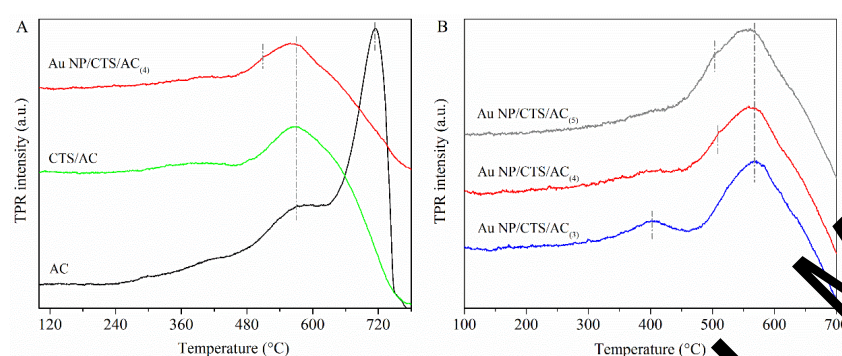 A
Au NP/CTS/AC(4)
CTS/AC
AC
TPR intensity (a.u.)
120 240 360 480 600 720
Temperature (°C)
B
Au NP/CTS/AC(5)
Au NP/CTS/AC(4)
Au NP/CTS/AC(3)
TPR intensity (a.u.)
100 200 300 400 500 600 700
Temperature (°C)